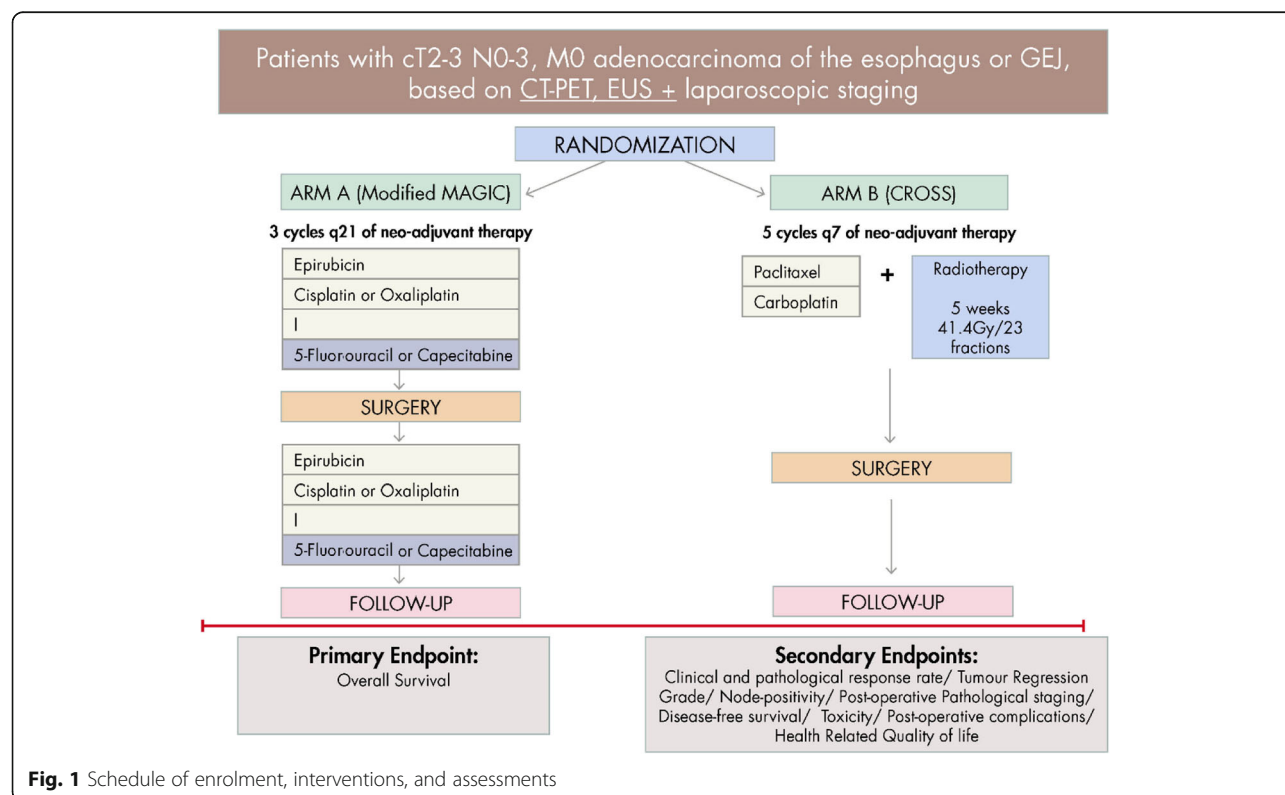 Patients with cT2-3 N0-3, M0 adenocarcinoma of the esophagus or GEJ,
based on CT-PET, EUS + laparoscopic staging
RANDOMIZATION
ARM A (Modified MAGIC)
3 cycles q21 of neo-adjuvant therapy
Epirubicin
Cisplatin or Oxaliplatin
I
5-Fluor-ouracil or Capecitabine
SURGERY
Epirubicin
Cisplatin or Oxaliplatin
I
5-Fluor-ouracil or Capecitabine
FOLLOW-UP
ARM B (CROSS)
5 cycles q7 of neo-adjuvant therapy
Paclitaxel
Carboplatin
+
Radiotherapy
5 weeks
41.4Gy/23
fractions
SURGERY
FOLLOW-UP
Primary Endpoint:
Overall Survival
Secondary Endpoints:
Clinical and pathological response rate/ Tumour Regression
Grade/ Node-positivity/ Post-operative Pathological staging/
Disease-free survival/ Toxicity/ Post-operative complications/
Health Related Quality of life
Fig. 1 Schedule of enrolment, interventions, and assessments